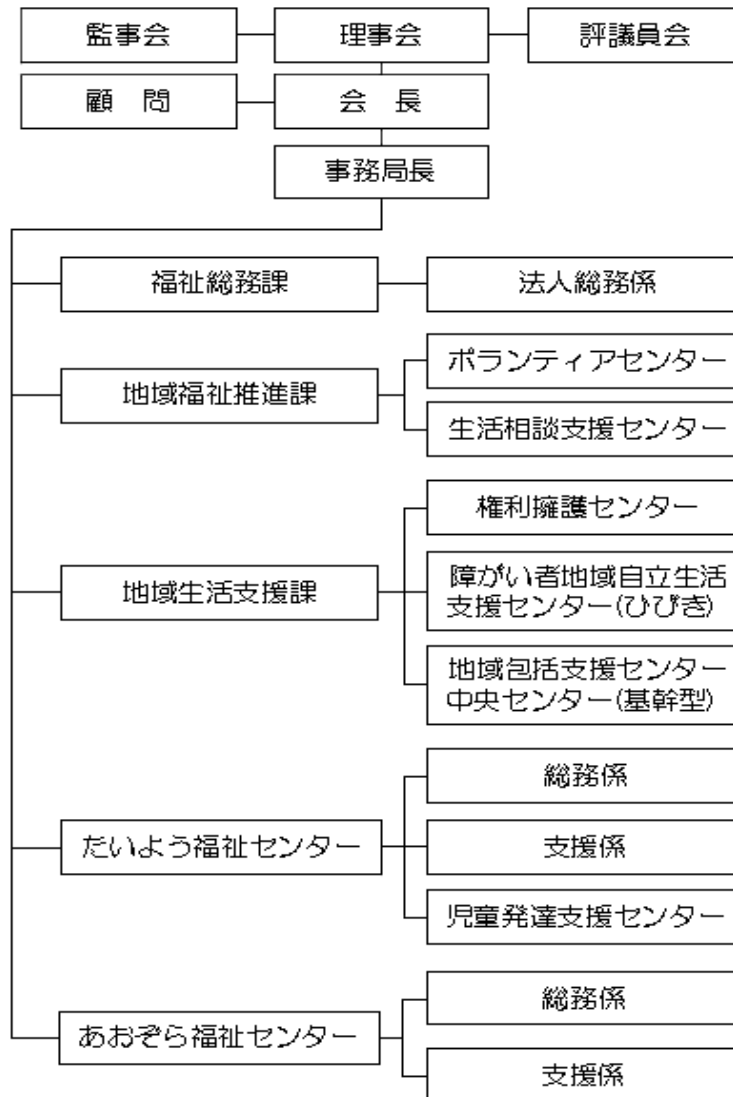 監事会
理事会
評議員会
顧　問
会　長
事務局長
福祉総務課
法人総務係
地域福祉推進課
ボランティアセンター
生活相談支援センター
地域生活支援課
権利擁護センター
障がい者地域自立生活
支援センター(ひびき)
地域包括支援センター
中央センター(基幹型)
たいよう福祉センター
総務係
支援係
児童発達支援センター
あおぞら福祉センター
総務係
支援係